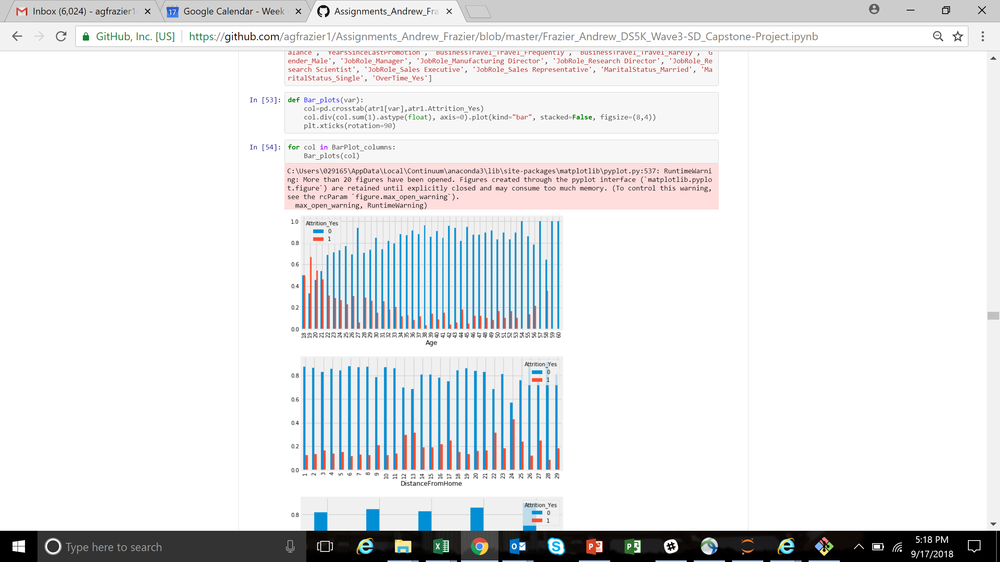 Inbox (6,024) - agfrazier1
Google Calendar - Week
Assignments_Andrew_Fra
GitHub, Inc. [US]
https://github.com/agfrazier1/Assignments_Andrew_Frazier/blob/master/Frazier_Andrew_DS5K_Wave3-SD_Capstone-Project.ipynb
alance', 'YearsSinceLastPromotion', 'BusinessTravel_Travel_Frequently', 'BusinessTravel_Travel_Rarely', 'G
ender_Male', 'JobRole_Manager', 'JobRole_Manufacturing Director', 'JobRole_Research Director', 'JobRole_Re
search Scientist', 'JobRole_Sales Executive', 'JobRole_Sales Representative', 'MaritalStatus_Married', 'Ma
ritalStatus_Single', 'OverTime_Yes']
In [53]: def Bar_plots(var):
col=pd.crosstab(atr1[var],atr1.Attrition_Yes)
col.div(col.sum(1).astype(float), axis=0).plot(kind="bar", stacked=False, figsize=(8,4))
plt.xticks(rotation=90)
In [54]: for col in BarPlot_columns:
Bar_plots(col)
C:\Users\029165\AppData\Local\Continuum\anaconda3\lib\site-packages\matplotlib\pyplot.py:537: RuntimeWarni
ng: More than 20 figures have been opened. Figures created through the pyplot interface (`matplotlib.pyplo
t.figure`) are retained until explicitly closed and may consume too much memory. (To control this warning,
see the rcParam `figure.max_open_warning`).
max_open_warning, RuntimeWarning)
Attrition_Yes
0
1
1.0
0.8
0.6
0.4
0.2
0.0
18 19 20 21 22 23 24 25 26 27 28 29 30 31 32 33 34 35 36 37 38 39 40 41 42 43 44 45 46 47 48 49 50 51 52 53 54 55 56 57 58 59 60
Age
Attrition_Yes
0
1
0.8
0.6
0.4
0.2
0.0
1 2 3 4 5 6 7 8 9 10 11 12 13 14 15 16 17 18 19 20 21 22 23 24 25 26 27 28 29
DistanceFromHome
Attrition_Yes
0
1
0.8
Type here to search
5:18 PM
9/17/2018